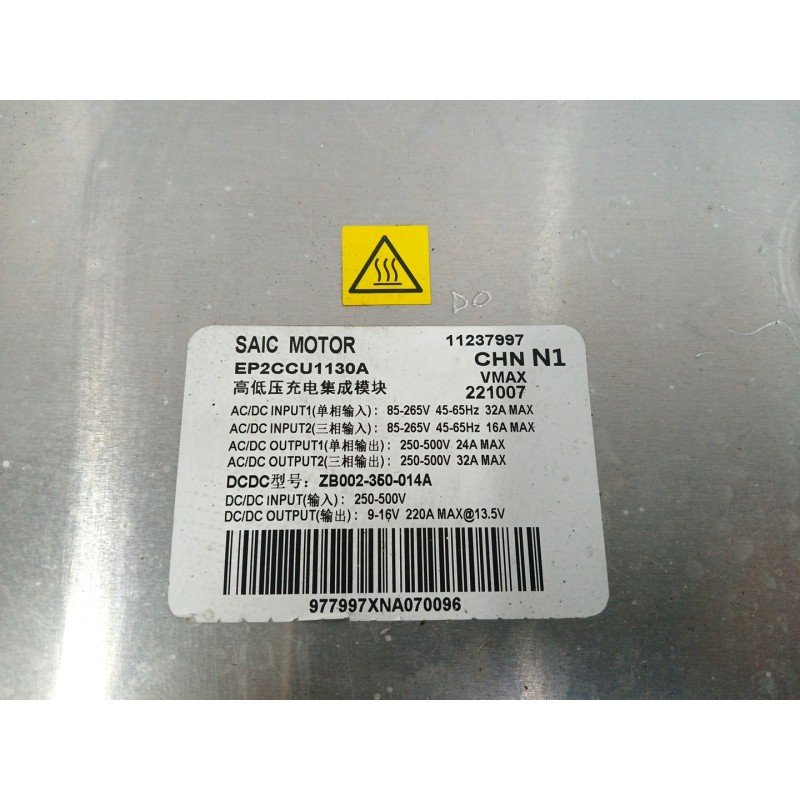 DO
SAIC MOTOR
11237997
EP2CCU1130A
CHN N1
高低压充电集成模块
VMAX
221007
AC/DC INPUT1(单相输入): 85-265V 45-65Hz 32A MAX
AC/DC INPUT2(三相输入): 85-265V 45-65Hz 16A MAX
AC/DC OUTPUT1(单相输出): 250-500V 24A MAX
AC/DC OUTPUT2(三相输出): 250-500V 32A MAX
DCDC型号: ZB002-350-014A
DC/DC INPUT(输入): 250-500V
DC/DC OUTPUT(输出): 9-16V 220A MAX@13.5V
977997XNA070096